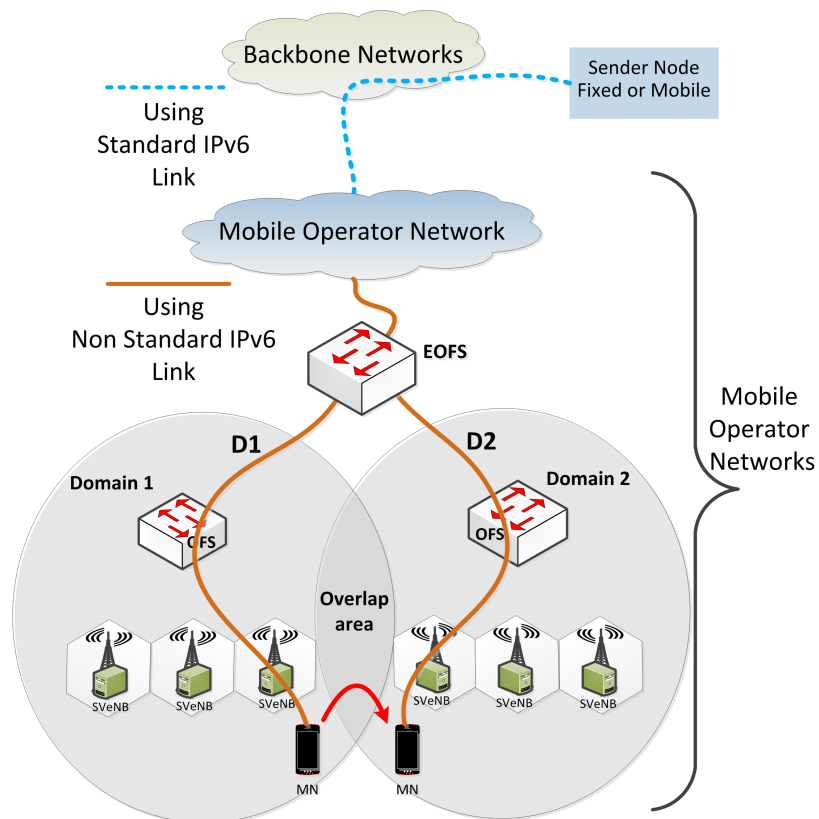 Backbone Networks
Sender Node
Fixed or Mobile
Using
Standard IPv6
Link
Mobile Operator Network
Using
Non Standard IPv6
Link
EOFS
Mobile
Operator
Networks
D1
D2
Domain 1
Domain 2
OFS
OFS
Overlap
area
SVeNB
SVeNB
SVeNB
SVeNB
SVeNB
SVeNB
MN
MN